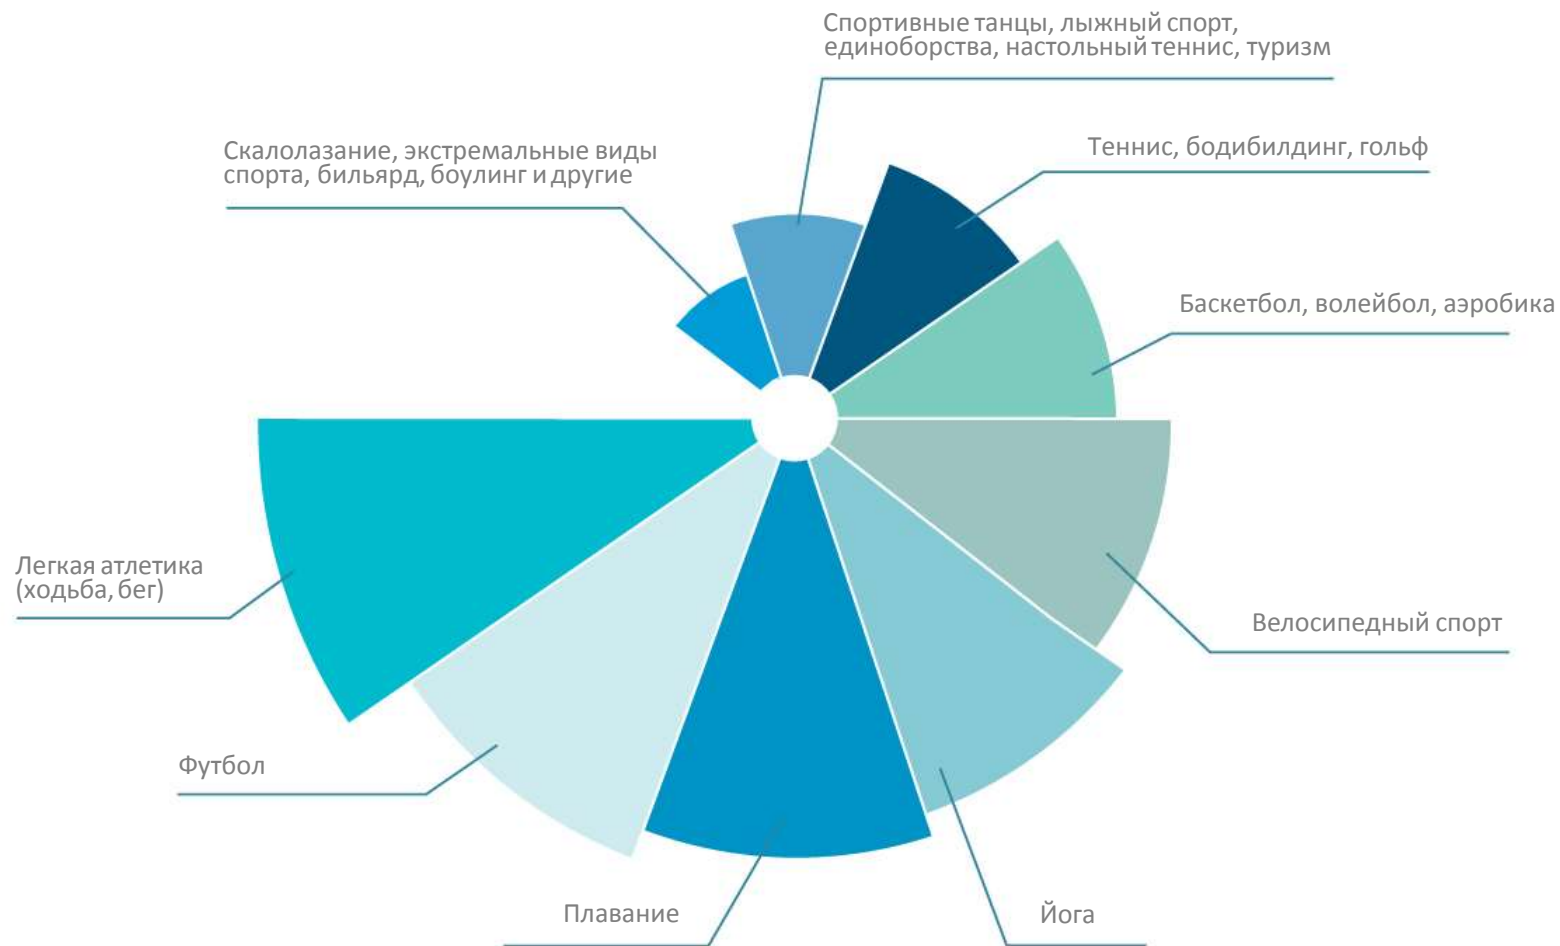 Спортивные танцы, лыжный спорт,
единоборства, настольный теннис, туризм
Теннис, бодибилдинг, гольф
Скалолазание, экстремальные виды
спорта, бильярд, боулинг и другие
Баскетбол, волейбол, аэробика
Легкая атлетика
(ходьба, бег)
Велосипедный спорт
Футбол
Плавание
Йога